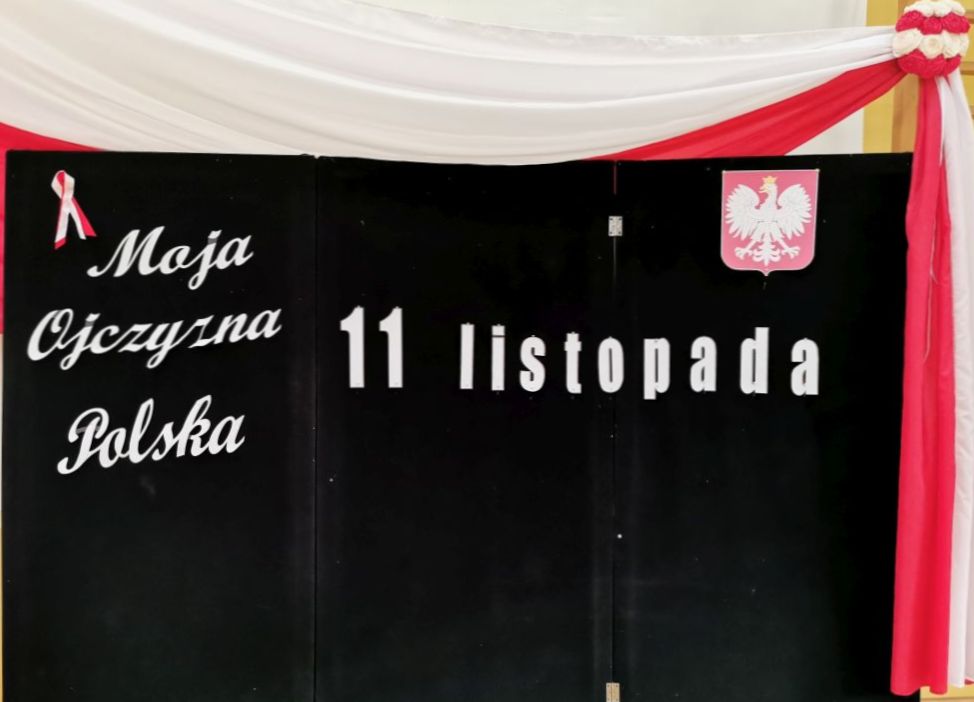 Moja
Ojczyzna
Polska
11 listopada